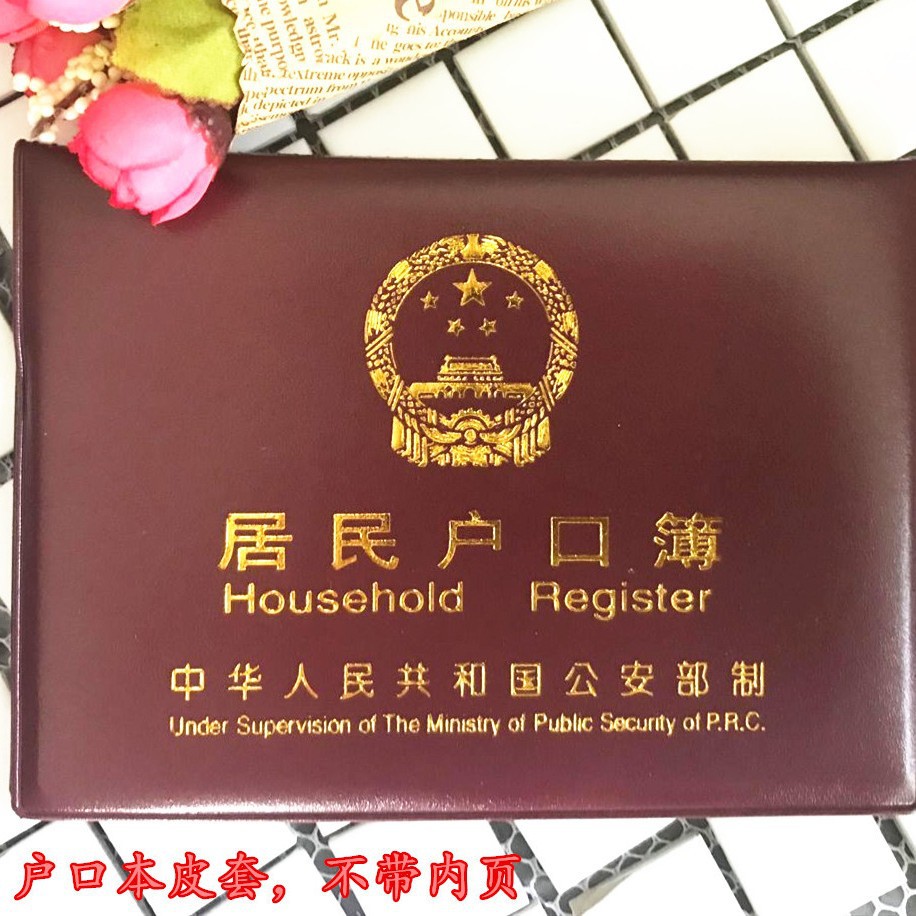 居民户口簿
Household Register
中华人民共和国公安部制
Under Supervision of The Ministry of Public Security of P.R.C.
户口本皮套，不带内页